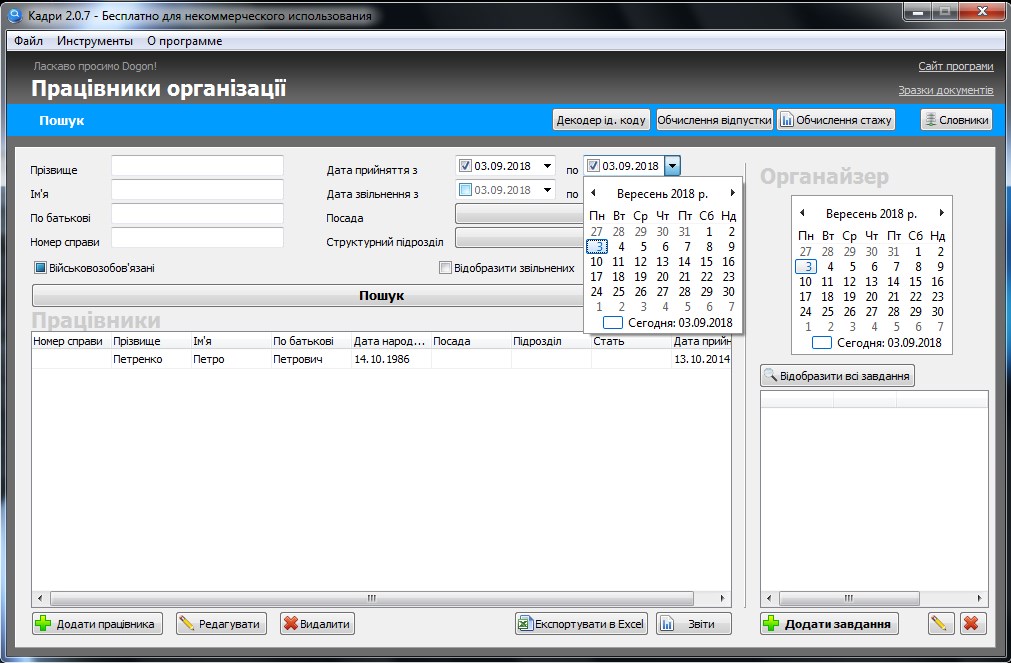 Кадри 2.0.7 - Бесплатно для некоммерческого использования
Файл Инструменты О программе
Ласкаво просимо Dogon!
Сайт програми
Працівники організації
Зразки документів
Пошук
Декодер ід. коду
Обчислення відпустки
Обчислення стажу
Словники
Прізвище
Ім'я
По батькові
Номер справи
Військовозобов'язані
Дата прийняття з 03.09.2018 по 03.09.2018
Дата звільнення з 03.09.2018 по
Посада
Структурний підрозділ
Відобразити звільнених
Пошук
Вересень 2018 р.
Пн Вт Ср Чт Пт Сб Нд
27 28 29 30 31 1 2
3 4 5 6 7 8 9
10 11 12 13 14 15 16
17 18 19 20 21 22 23
24 25 26 27 28 29 30
1 2 3 4 5 6 7
Сегодня: 03.09.2018
Працівники
Номер справи Прізвище Ім'я По батькові Дата народ... Посада Підрозділ Стать Дата прийн
Петренко Петро Петрович 14.10.1986 13.10.2014
Додати працівника
Редагувати
Видалити
Експортувати в Excel
Звіти
Органайзер
Вересень 2018 р.
Пн Вт Ср Чт Пт Сб Нд
27 28 29 30 31 1 2
3 4 5 6 7 8 9
10 11 12 13 14 15 16
17 18 19 20 21 22 23
24 25 26 27 28 29 30
1 2 3 4 5 6 7
Сегодня: 03.09.2018
Відобразити всі завдання
Додати завдання